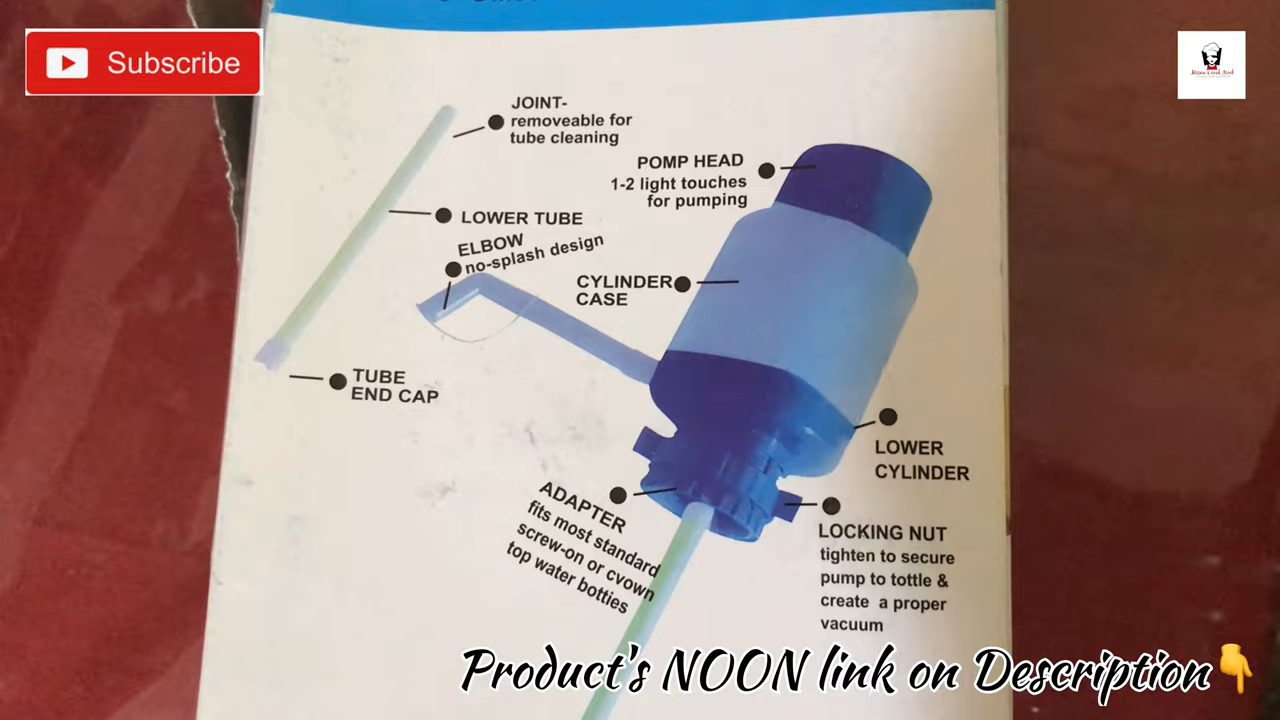 Subscribe
JOINT-
removeable for
tube cleaning
POMP HEAD
1-2 light touches
for pumping
LOWER TUBE
ELBOW
no-splash design
CYLINDER
CASE
TUBE
END CAP
LOWER
CYLINDER
ADAPTER
fits most standard
screw-on or cvown
top water botties
LOCKING NUT
tighten to secure
pump to tottle &
create a proper
vacuum
Product's NOON link on Description👇